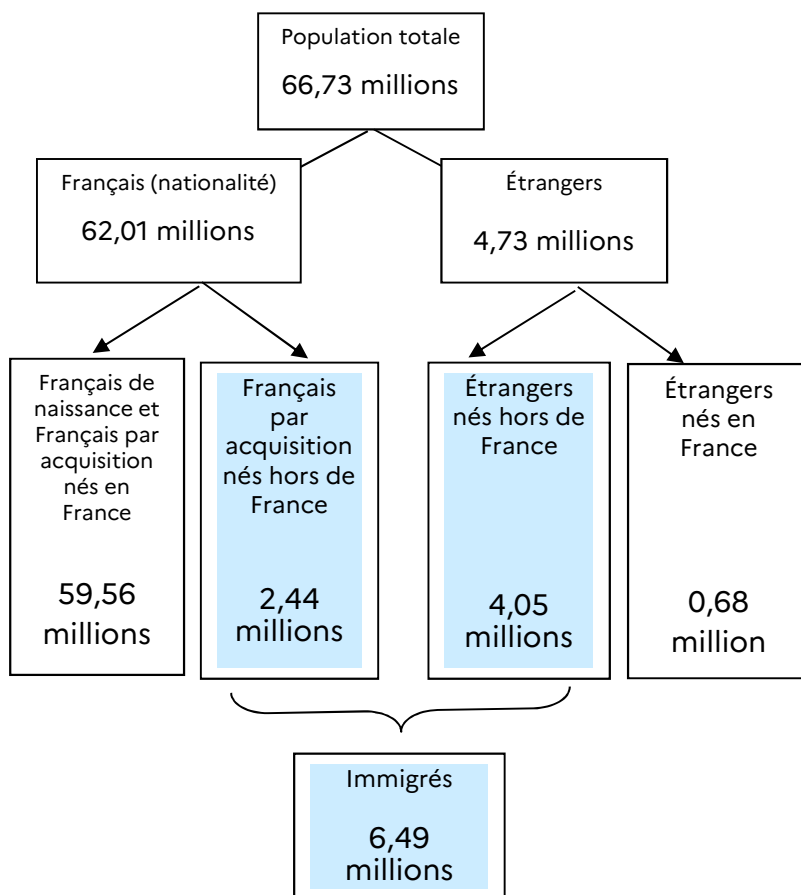 Population totale
66,73 millions
Français (nationalité)
62,01 millions
Étrangers
4,73 millions
Français de
naissance et
Français par
acquisition
nés en
France
59,56
millions
Français
par
acquisition
nés hors de
France
2,44
millions
Étrangers
nés hors de
France
4,05
millions
Étrangers
nés en
France
0,68
million
Immigrés
6,49
millions